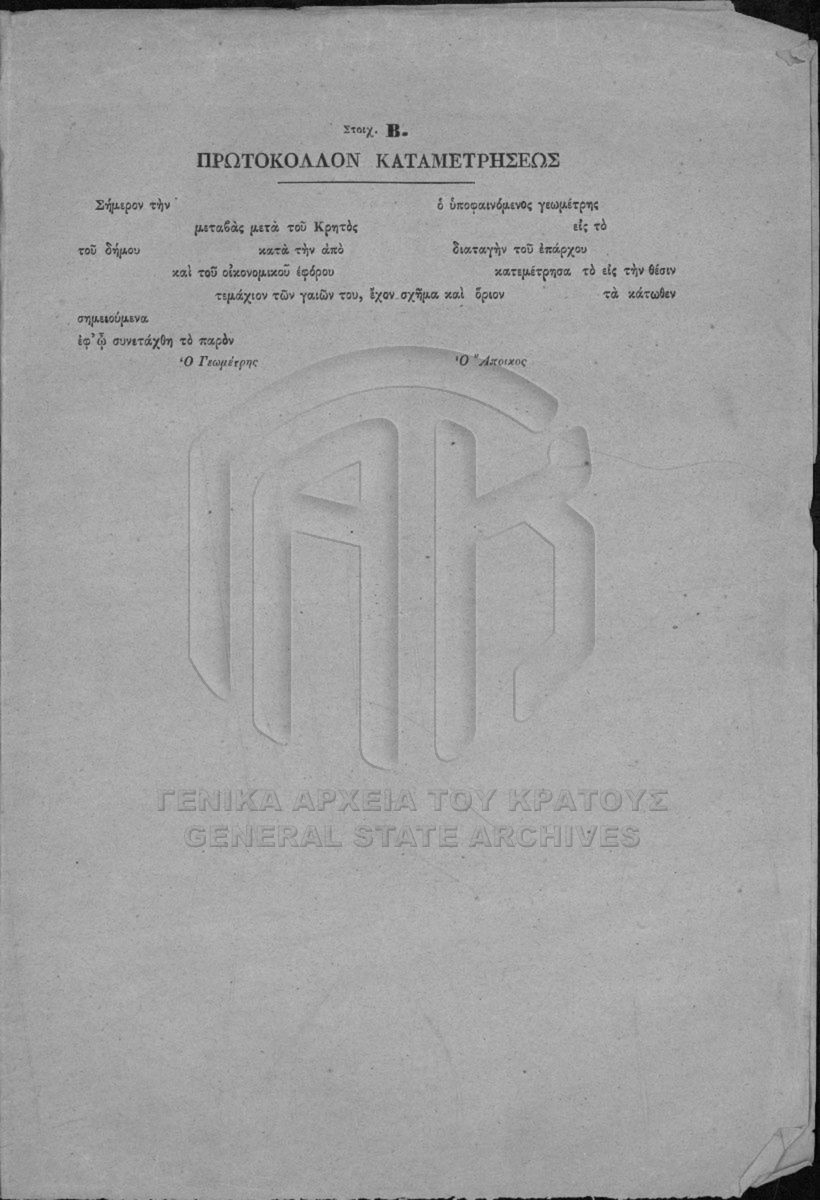 Στοιχ. Β.
ΠΡΩΤΟΚΟΛΛΟΝ ΚΑΤΑΜΕΤΡΗΣΕΩΣ
Σήμερον τὴν ὁ ὑποφαινόμενος γεωμέτρης
μεταβὰς μετὰ τοῦ Κρητὸς εἰς τὸ
τοῦ δήμου κατὰ τὴν ἀπὸ διαταγὴν τοῦ ἐπάρχου
καὶ τοῦ οἰκονομικοῦ ἐφόρου κατεμέτρησα τὸ εἰς τὴν θέσιν
τεμάχιον τῶν γαιῶν του, ἔχον σχῆμα καὶ ὅριον τὰ κάτωθεν
σημειούμενα
ἐφ’ ᾧ συνετάχθη τὸ παρὸν
Ὁ Γεωμέτρης Ὁ Ἄποικος
ΓΑΚ
ΓΕΝΙΚΑ ΑΡΧΕΙΑ ΤΟΥ ΚΡΑΤΟΥΣ
GENERAL STATE ARCHIVES